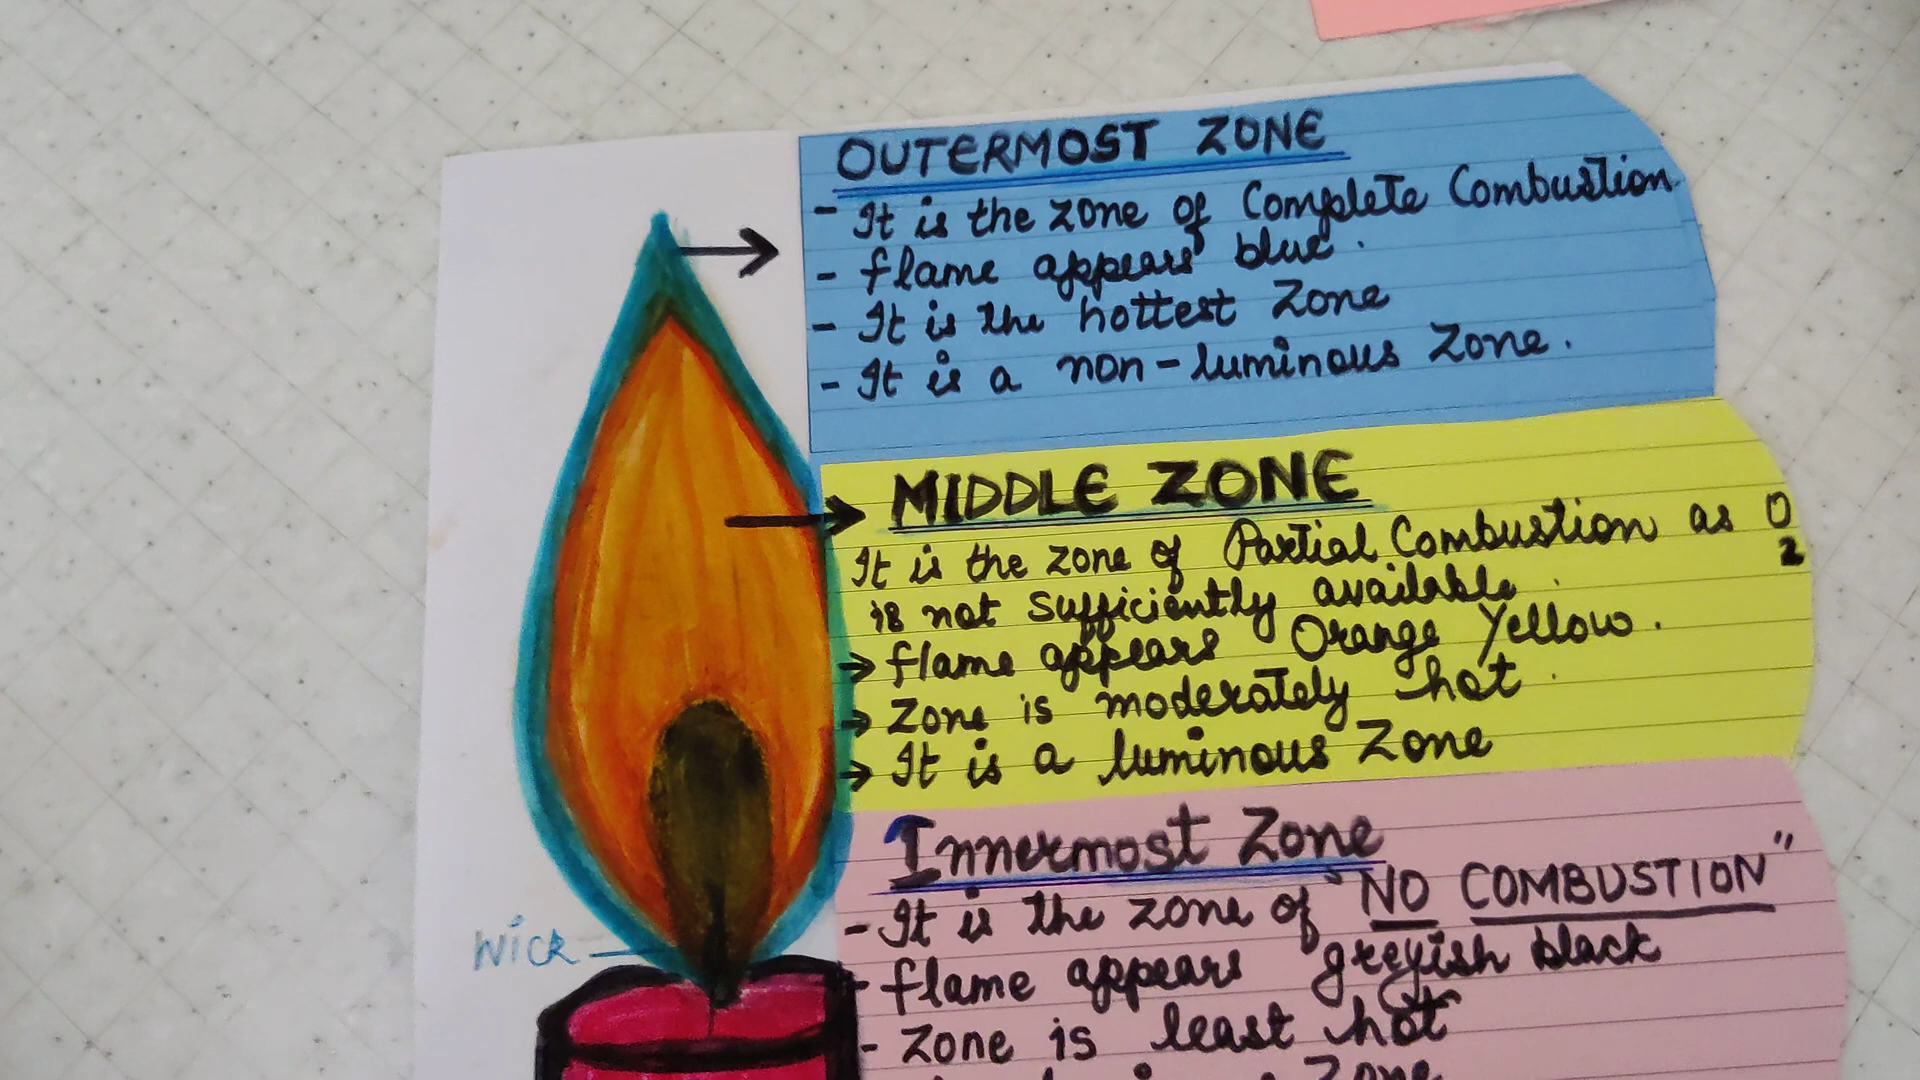 OUTERMOST ZONE
- It is the zone of Complete Combustion
- flame appears blue.
- It is the hottest Zone
- It is a non-luminous Zone.
MIDDLE ZONE
It is the zone of Partial Combustion as O2
is not sufficiently available.
→ flame appears Orange Yellow.
→ Zone is moderately hot.
→ It is a luminous Zone
Innermost Zone
- It is the zone of "NO COMBUSTION"
- flame appears greyish black
- Zone is least hot
Zone
Wick